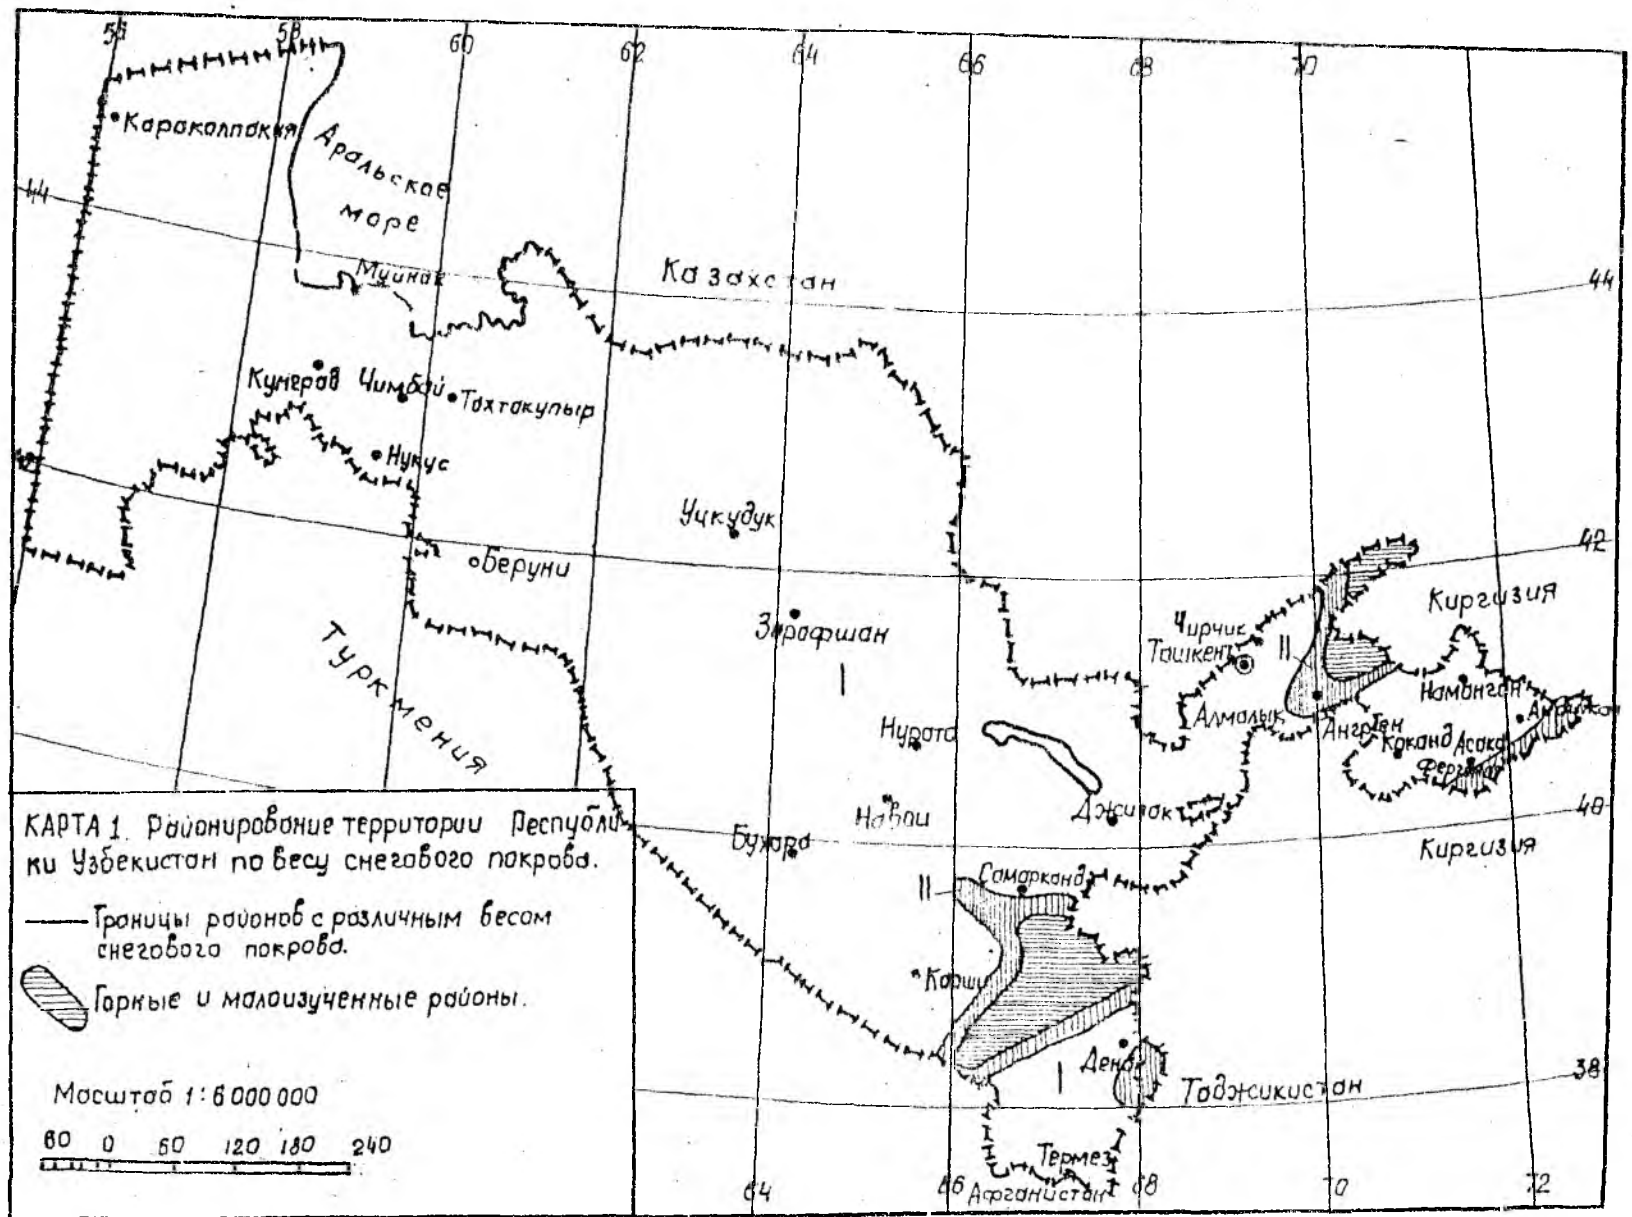 56 58 60 62 64 66 68 70
Каракалпакия
Аральское
море
44
Муйнак
Казахстан
44
Кунград Чимбай Тахтакупыр
Нукус
Учкудук
42
Беруни
Киргизия
Зарафшан
Чирчик
Ташкент
II
I
Туркмения
Наманган
Нурата
Алмалык
Ангрен
Андижан
Коканд Асака
Фергана
Навои
Джизак
40
Бухара
Киргизия
II
Самарканд
Карши
Денау
I
38
Таджикистан
Термез
64 66 Афганистан 68 70 72
КАРТА 1. Районирование территории Республи-
ки Узбекистан по весу снегового покрова.
Границы районов с различным весом
снегового покрова.
Горные и малоизученные районы.
Масштаб 1:6 000 000
60 0 60 120 180 240